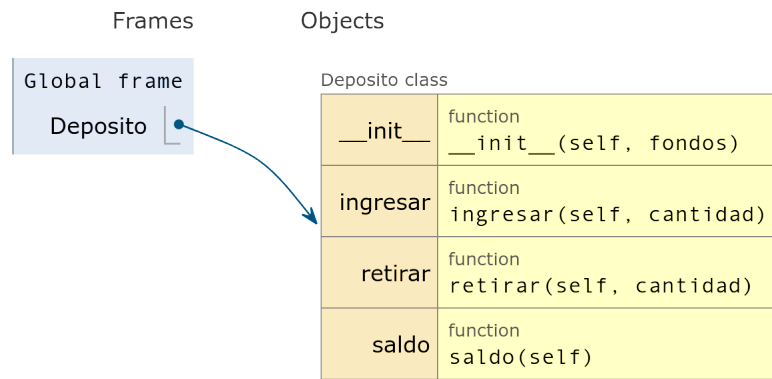 Frames
Objects
Global frame
Deposito
Deposito class
__init__
function
__init__(self, fondos)
ingresar
function
ingresar(self, cantidad)
retirar
function
retirar(self, cantidad)
saldo
function
saldo(self)